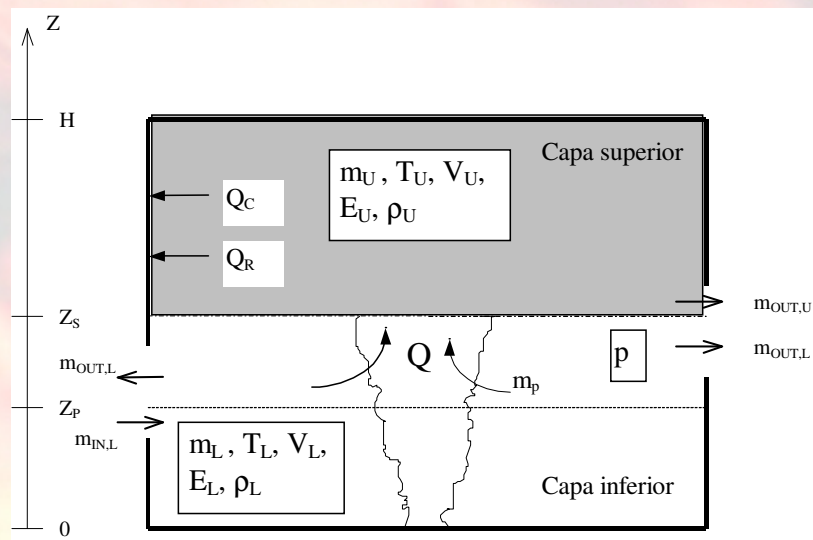 Z
H
Capa superior
m_U , T_U, V_U,
E_U, ρ_U
Q_C
Q_R
m_OUT,U
Z_S
p
m_OUT,L
Q
m_OUT,L
m_p
Z_P
m_IN,L
m_L , T_L, V_L,
E_L, ρ_L
Capa inferior
0